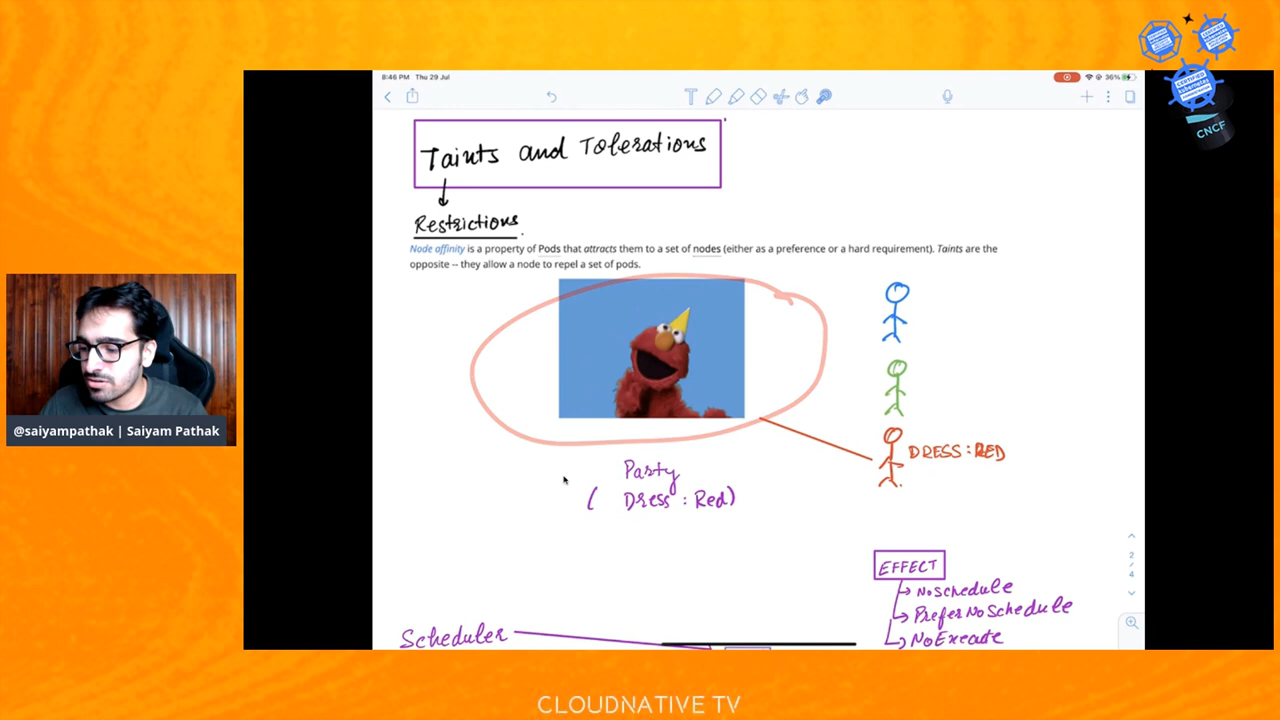 8:46 PM Thu 29 Jul
36%
CNCF
Taints and Tolerations
Restrictions
Node affinity is a property of Pods that attracts them to a set of nodes (either as a preference or a hard requirement). Taints are the
opposite -- they allow a node to repel a set of pods.
DRESS : RED
Party
( Dress : Red)
@saiyampathak | Saiyam Pathak
EFFECT
NoSchedule
PreferNoSchedule
NoExecute
Scheduler
2
/
4
CLOUDNATIVE TV